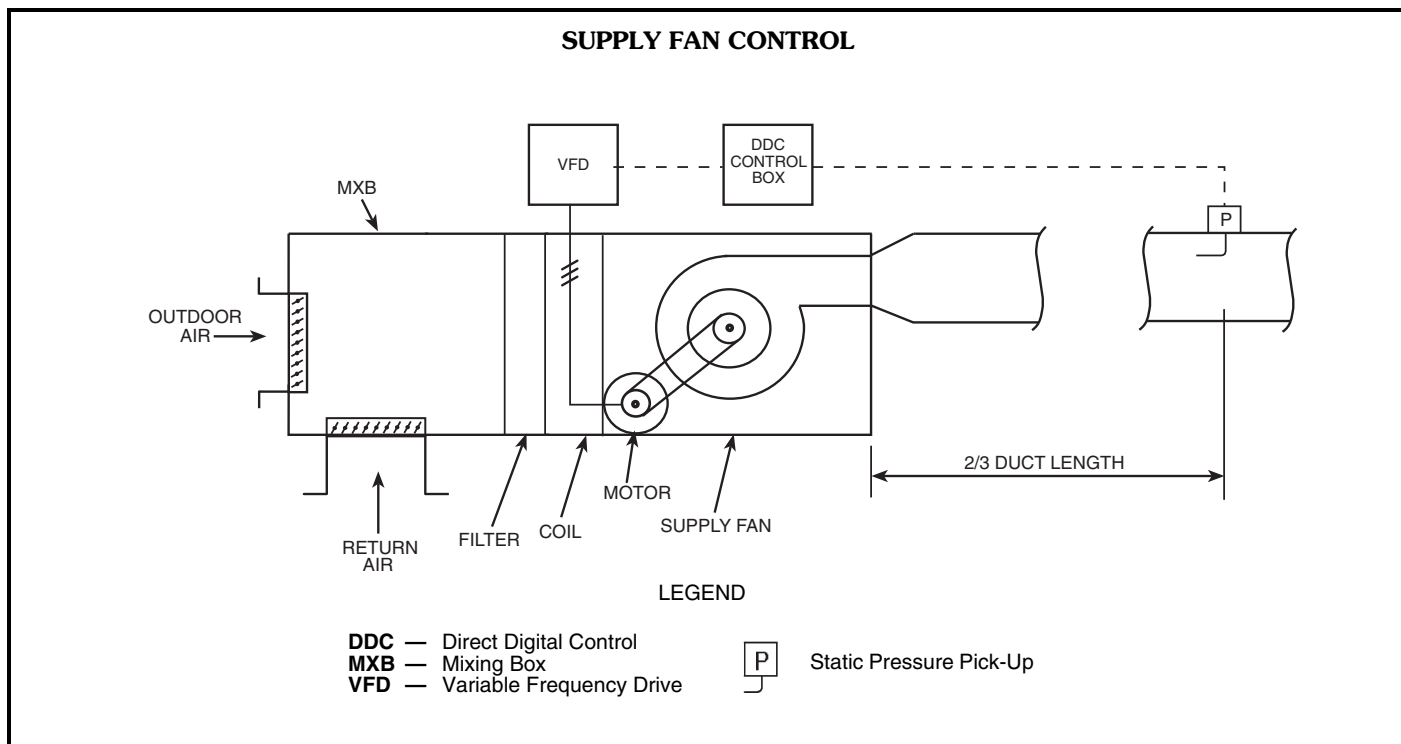 SUPPLY FAN CONTROL
VFD
DDC
CONTROL
BOX
MXB
P
OUTDOOR
AIR
2/3 DUCT LENGTH
MOTOR
SUPPLY FAN
COIL
FILTER
RETURN
AIR
LEGEND
DDC — Direct Digital Control
MXB — Mixing Box
VFD — Variable Frequency Drive
P Static Pressure Pick-Up